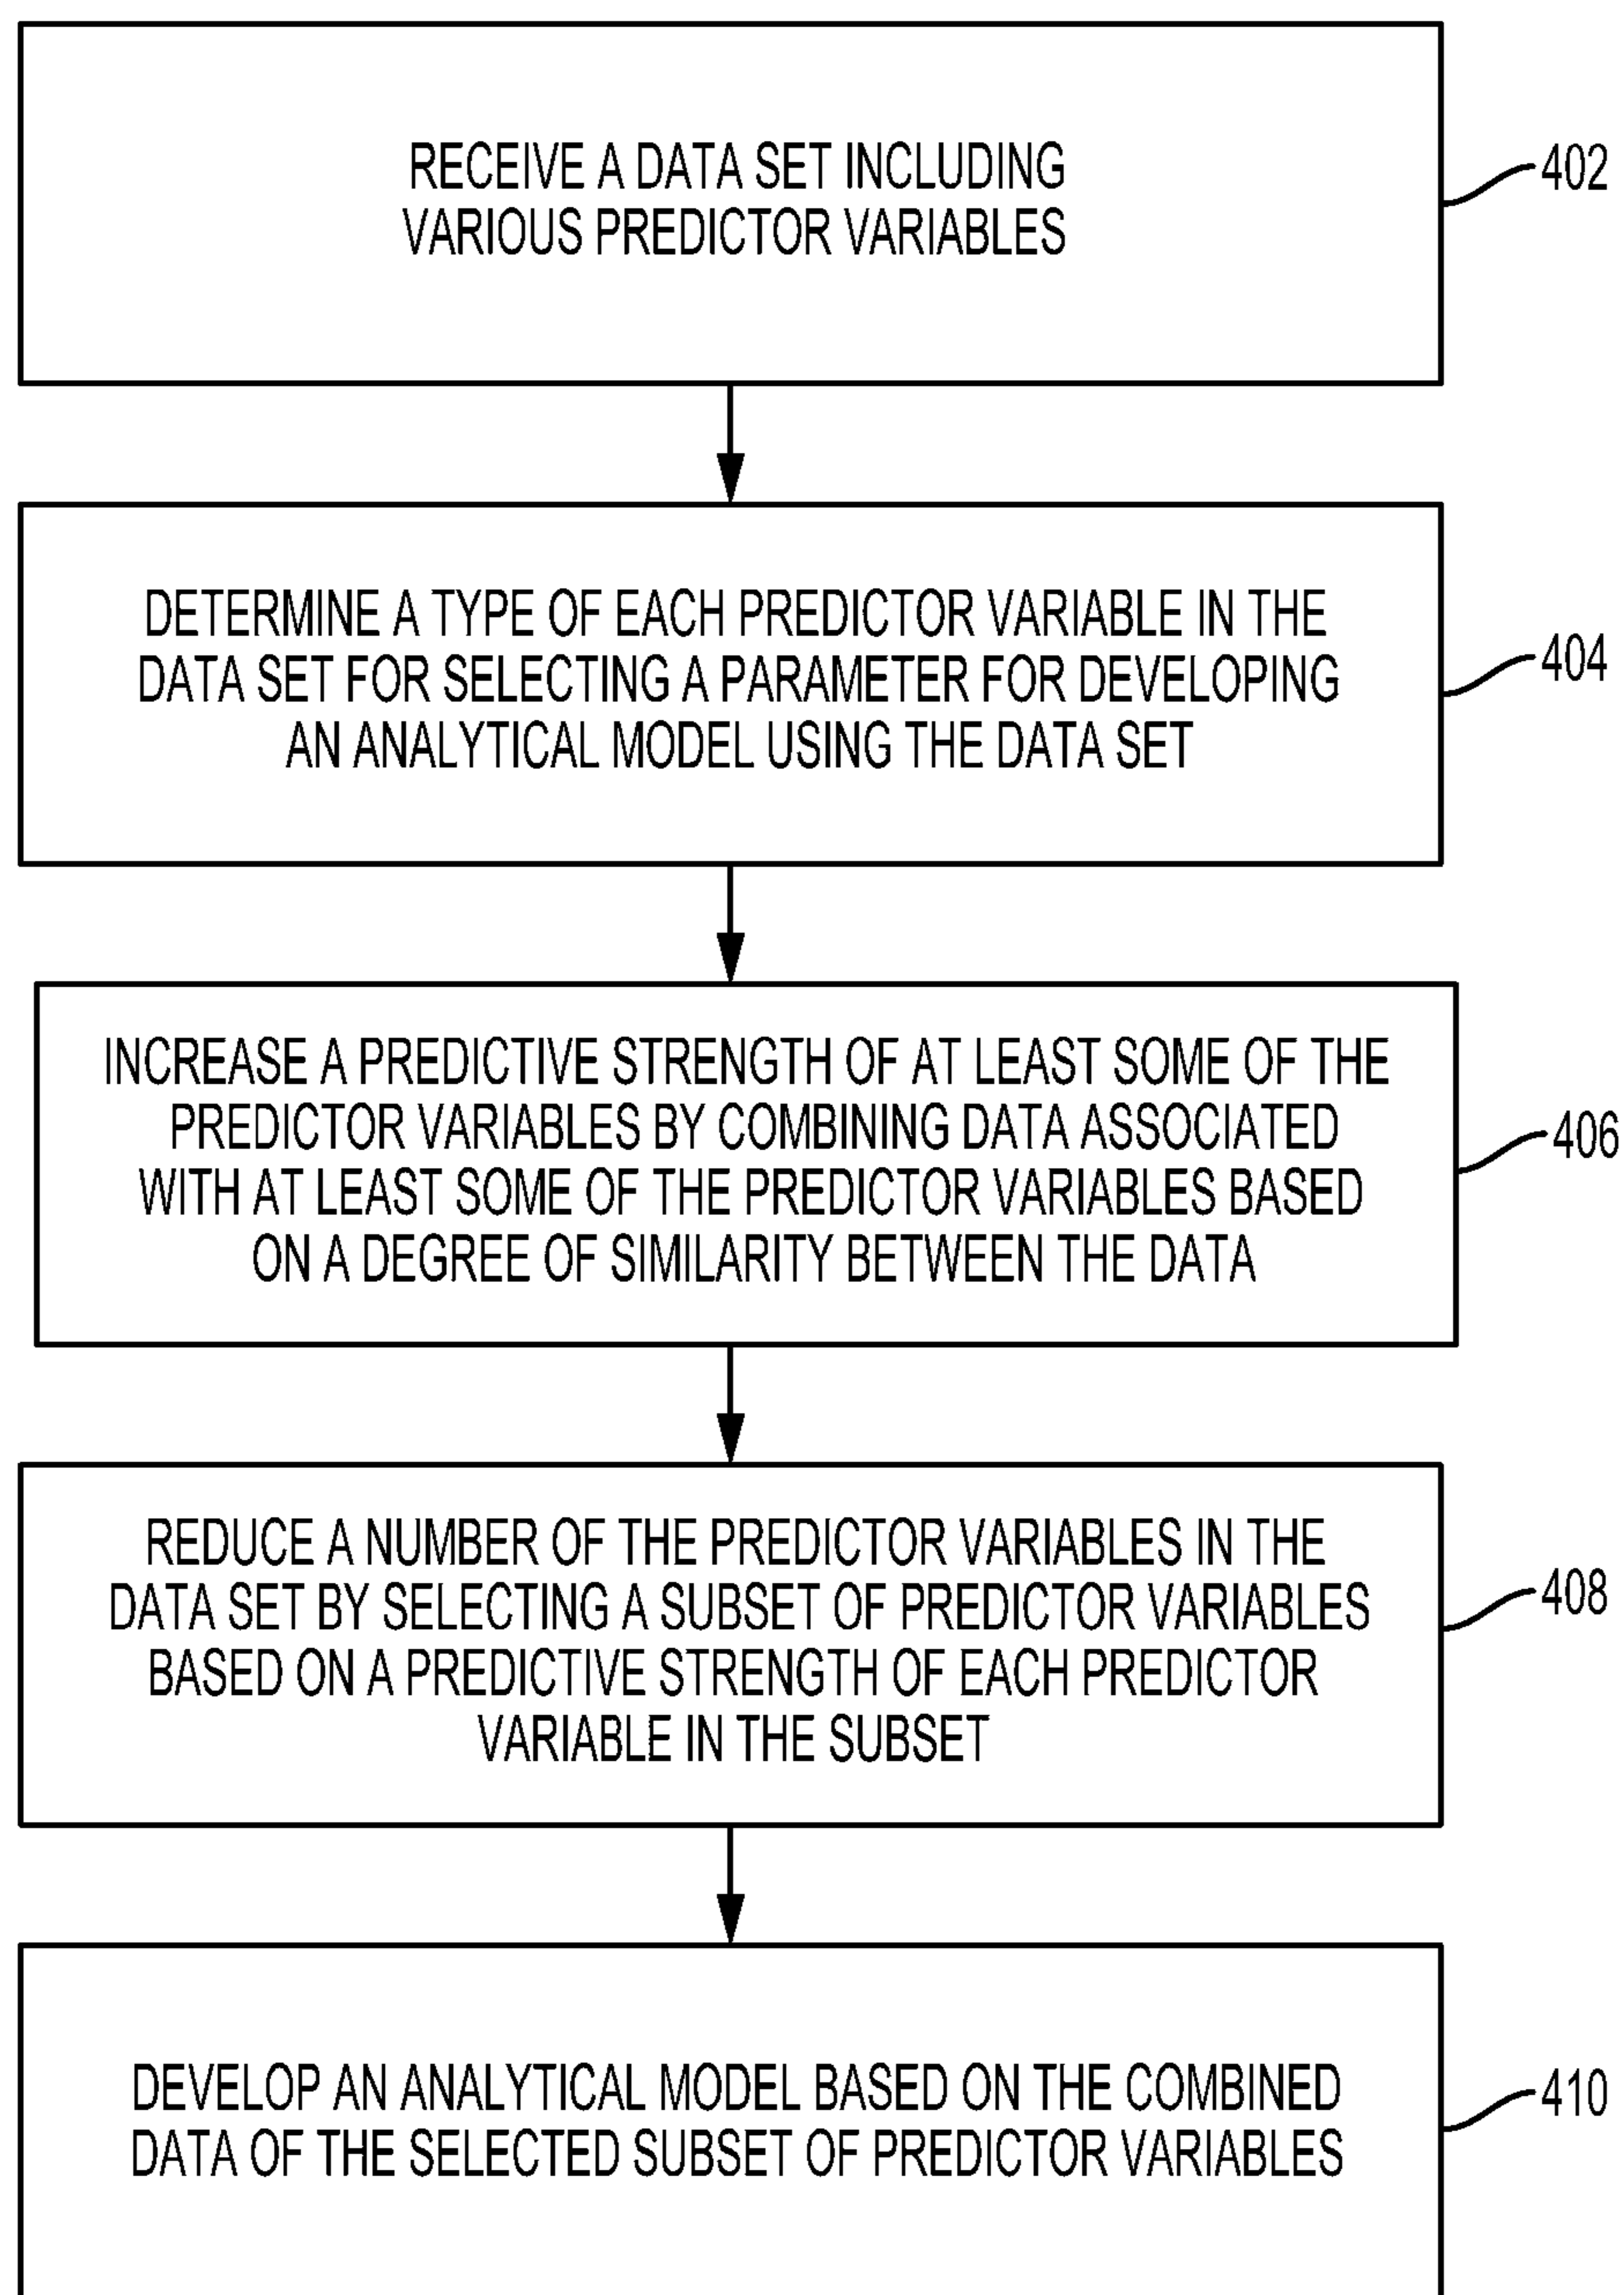 RECEIVE A DATA SET INCLUDING
VARIOUS PREDICTOR VARIABLES
402
DETERMINE A TYPE OF EACH PREDICTOR VARIABLE IN THE
DATA SET FOR SELECTING A PARAMETER FOR DEVELOPING
AN ANALYTICAL MODEL USING THE DATA SET
404
INCREASE A PREDICTIVE STRENGTH OF AT LEAST SOME OF THE
PREDICTOR VARIABLES BY COMBINING DATA ASSOCIATED
WITH AT LEAST SOME OF THE PREDICTOR VARIABLES BASED
ON A DEGREE OF SIMILARITY BETWEEN THE DATA
406
REDUCE A NUMBER OF THE PREDICTOR VARIABLES IN THE
DATA SET BY SELECTING A SUBSET OF PREDICTOR VARIABLES
BASED ON A PREDICTIVE STRENGTH OF EACH PREDICTOR
VARIABLE IN THE SUBSET
408
DEVELOP AN ANALYTICAL MODEL BASED ON THE COMBINED
DATA OF THE SELECTED SUBSET OF PREDICTOR VARIABLES
410